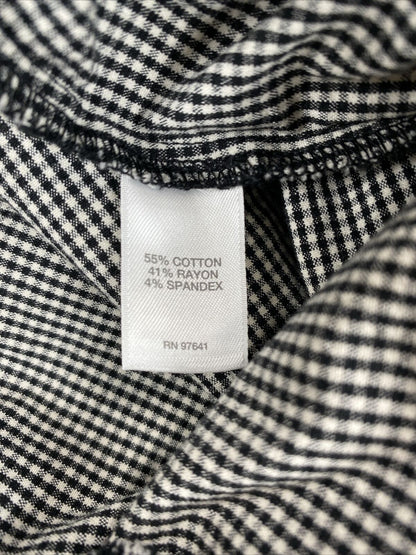 55% COTTON
41% RAYON
4% SPANDEX
RN 97641